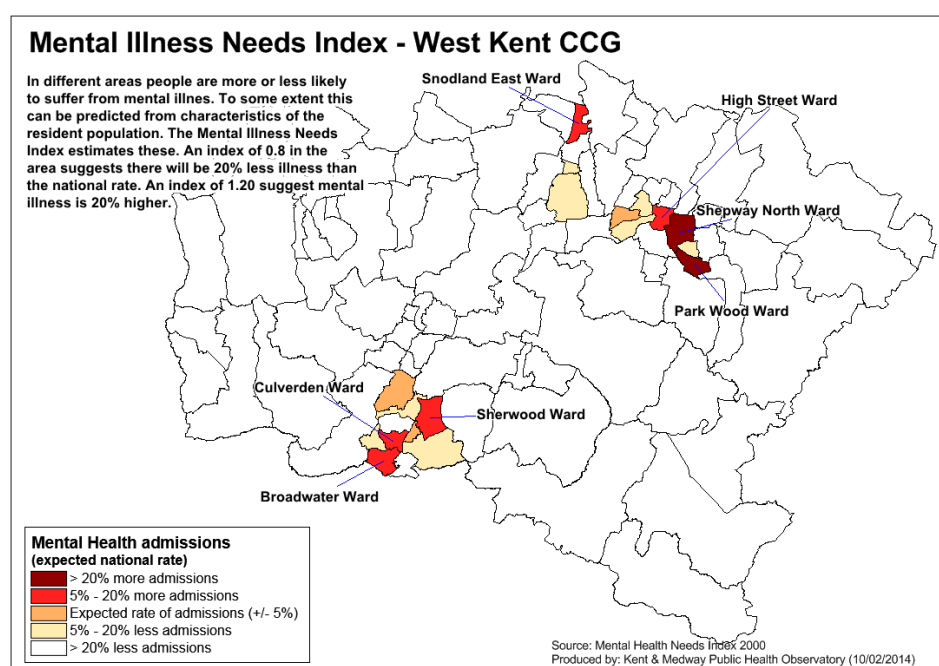 Mental Illness Needs Index - West Kent CCG
In different areas people are more or less likely
to suffer from mental illnes. To some extent this
can be predicted from characteristics of the
resident population. The Mental Illness Needs
Index estimates these. An index of 0.8 in the
area suggests there will be 20% less illness than
the national rate. An index of 1.20 suggest mental
illness is 20% higher.
Snodland East Ward
High Street Ward
Shepway North Ward
Park Wood Ward
Culverden Ward
Sherwood Ward
Broadwater Ward
Mental Health admissions
(expected national rate)
> 20% more admissions
5% - 20% more admissions
Expected rate of admissions (+/- 5%)
5% - 20% less admissions
> 20% less admissions
Source: Mental Health Needs Index 2000
Produced by: Kent & Medway Public Health Observatory (10/02/2014)